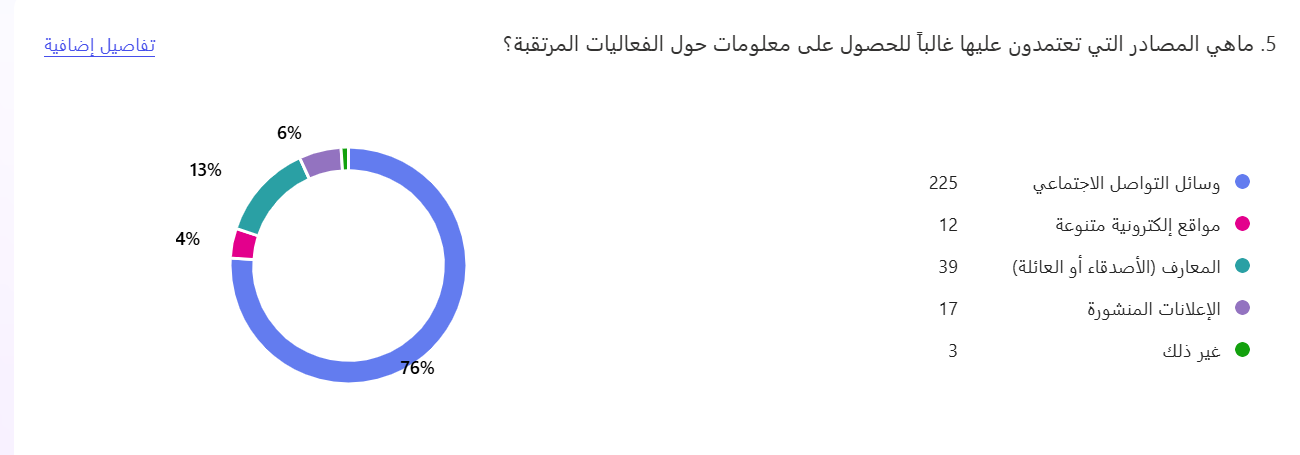 5. ماهي المصادر التي تعتمدون عليها غالباً للحصول على معلومات حول الفعاليات المرتقبة؟
تفاصيل إضافية
وسائل التواصل الاجتماعي 225
مواقع إلكترونية متنوعة 12
المعارف (الأصدقاء أو العائلة) 39
الإعلانات المنشورة 17
غير ذلك 3
6%
13%
4%
76%